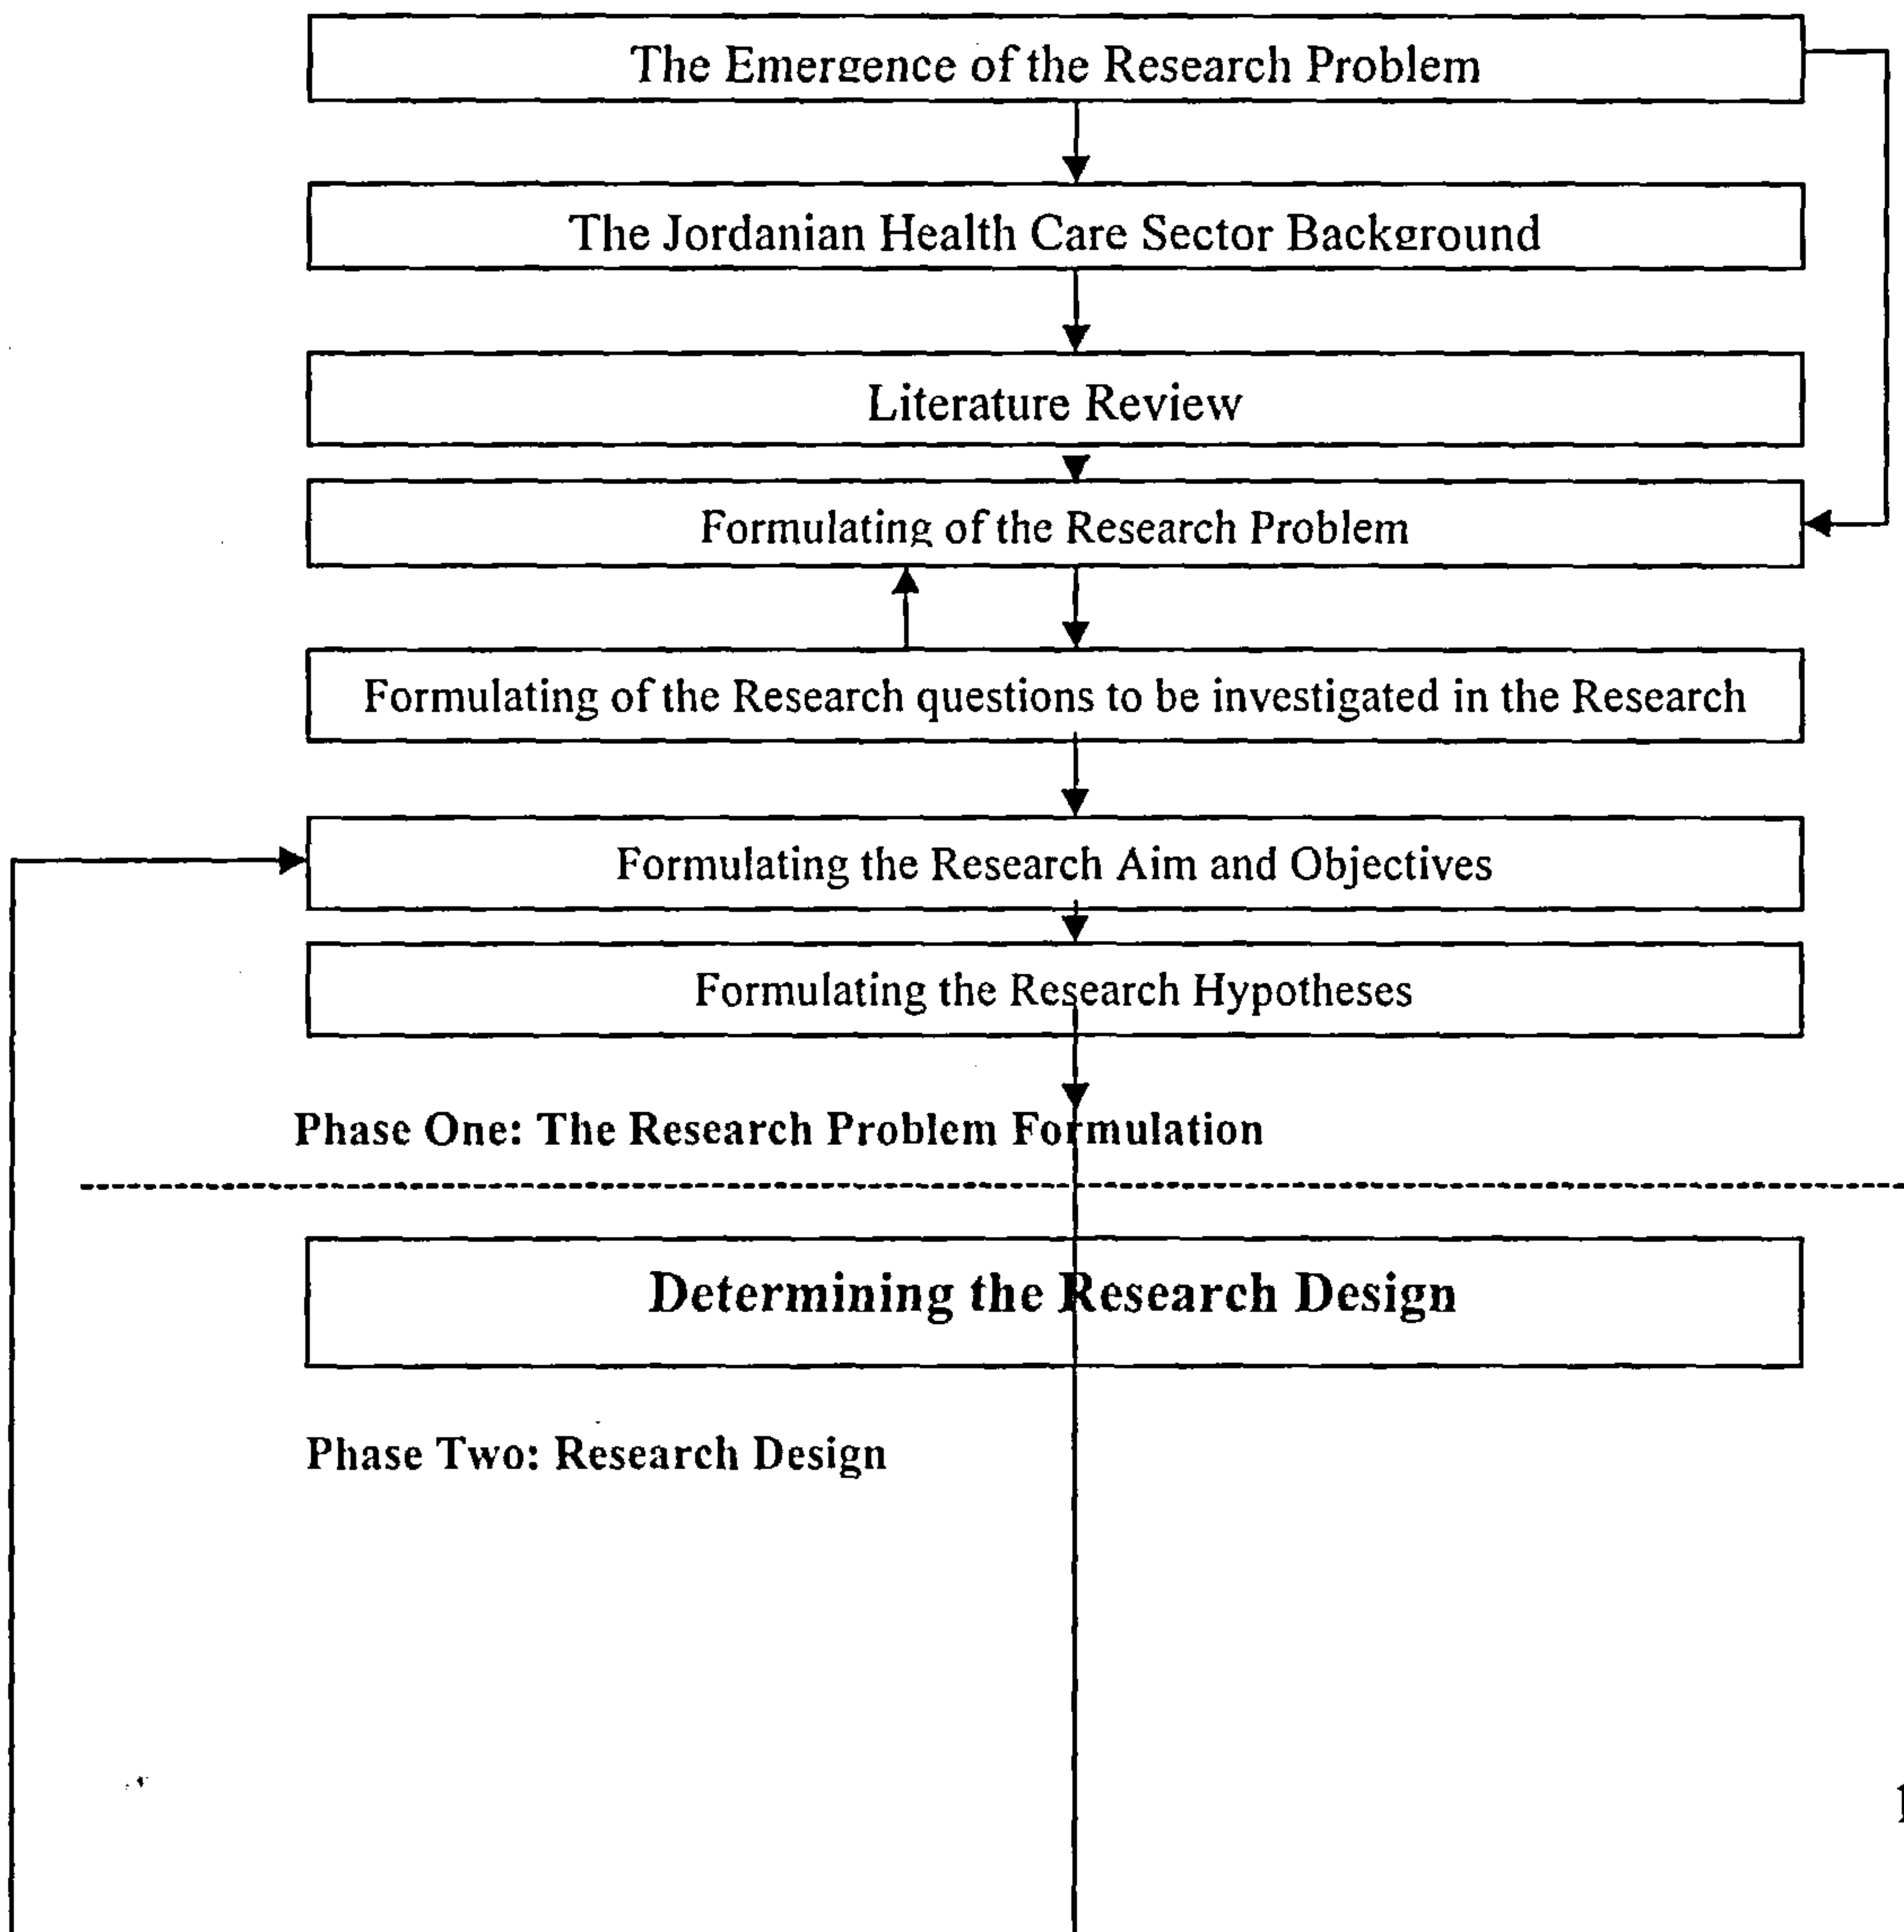 The Emergence of the Research Problem
The Jordanian Health Care Sector Background
Literature Review
Formulating of the Research Problem
Formulating of the Research questions to be investigated in the Research
Formulating the Research Aim and Objectives
Formulating the Research Hypotheses
Phase One: The Research Problem Formulation
Determining the Research Design
Phase Two: Research Design